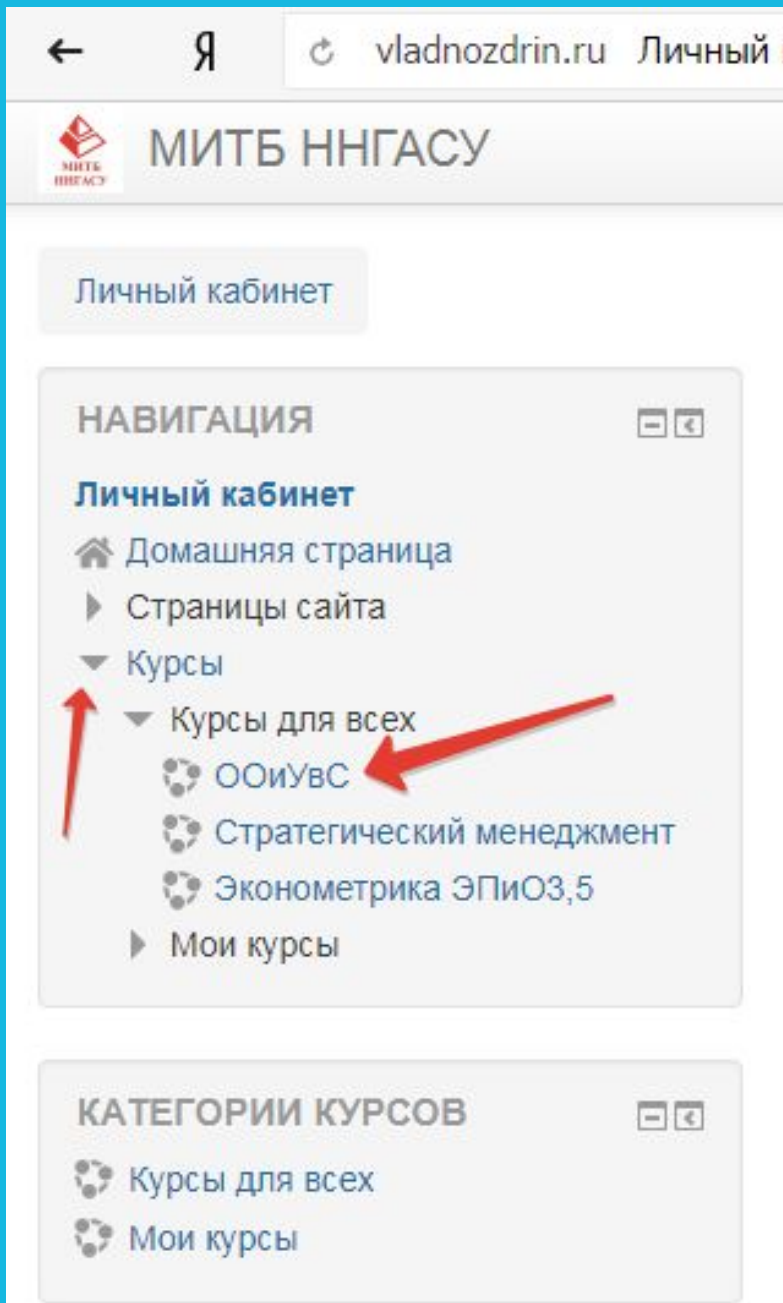 Я vladnozdrin.ru Личный
МИТБ
ННГАСУ
МИТБ ННГАСУ
Личный кабинет
НАВИГАЦИЯ
Личный кабинет
Домашняя страница
Страницы сайта
Курсы
Курсы для всех
ООиУвС
Стратегический менеджмент
Эконометрика ЭПиО3,5
Мои курсы
КАТЕГОРИИ КУРСОВ
Курсы для всех
Мои курсы